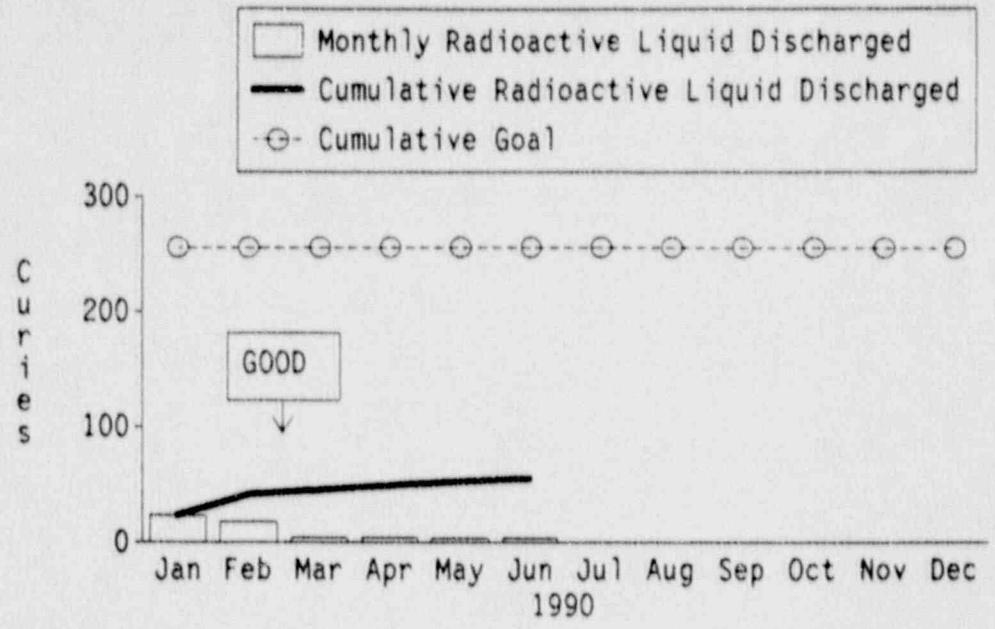 Monthly Radioactive Liquid Discharged
Cumulative Radioactive Liquid Discharged
Cumulative Goal
Curies
300
200
100
0
GOOD
Jan Feb Mar Apr May Jun Jul Aug Sep Oct Nov Dec
1990